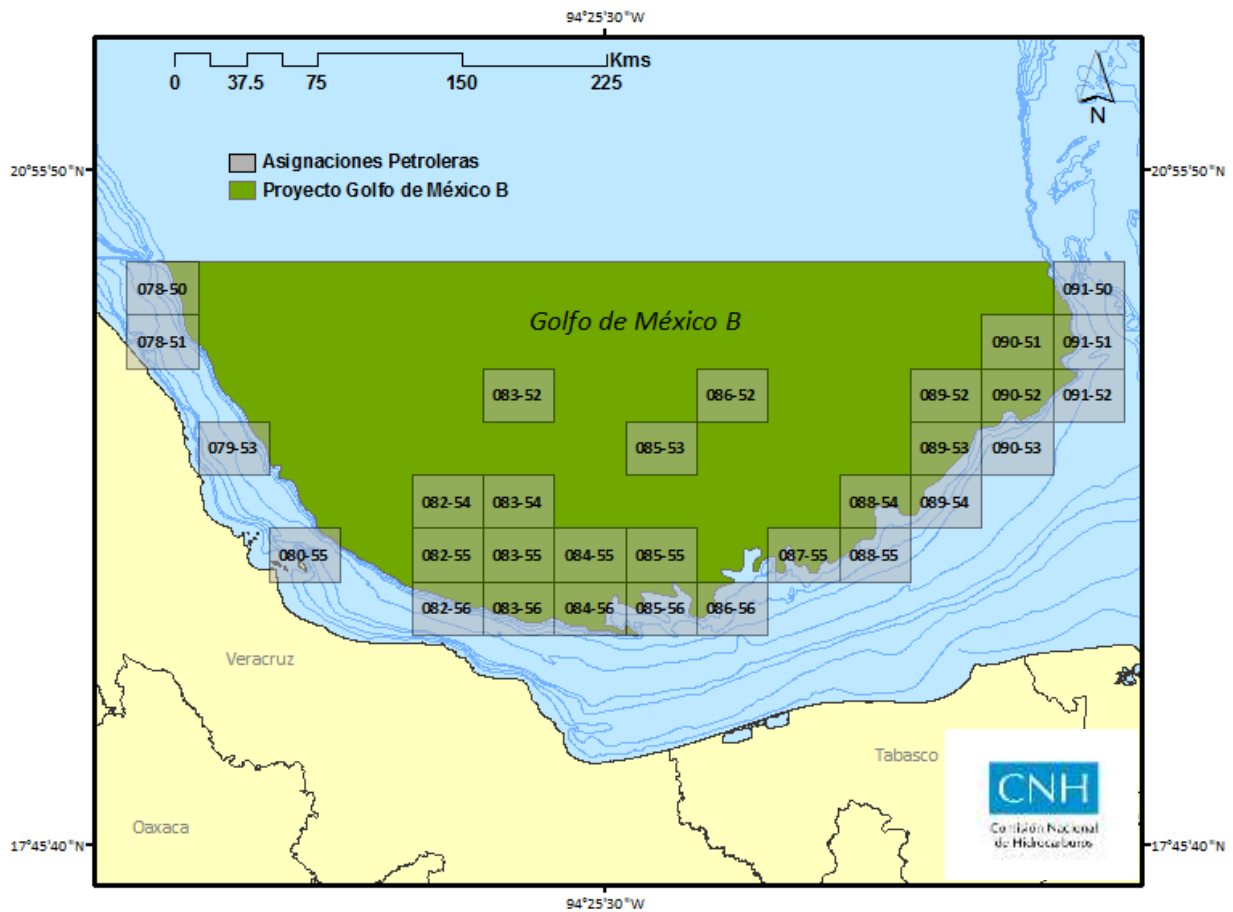 94°25'30"W
Kms
0 37.5 75 150 225
N
20°55'50"N
20°55'50"N
Asignaciones Petroleras
Proyecto Golfo de México B
078-50
091-50
Golfo de México B
078-51
090-51
091-51
083-52
086-52
089-52
090-52
091-52
079-53
085-53
089-53
090-53
082-54
083-54
088-54
089-54
080-55
082-55
083-55
084-55
085-55
087-55
088-55
082-56
083-56
084-56
085-56
086-56
Veracruz
Tabasco
Oaxaca
CNH
Comisión Nacional
de Hidrocarburos
17°45'40"N
17°45'40"N
94°25'30"W